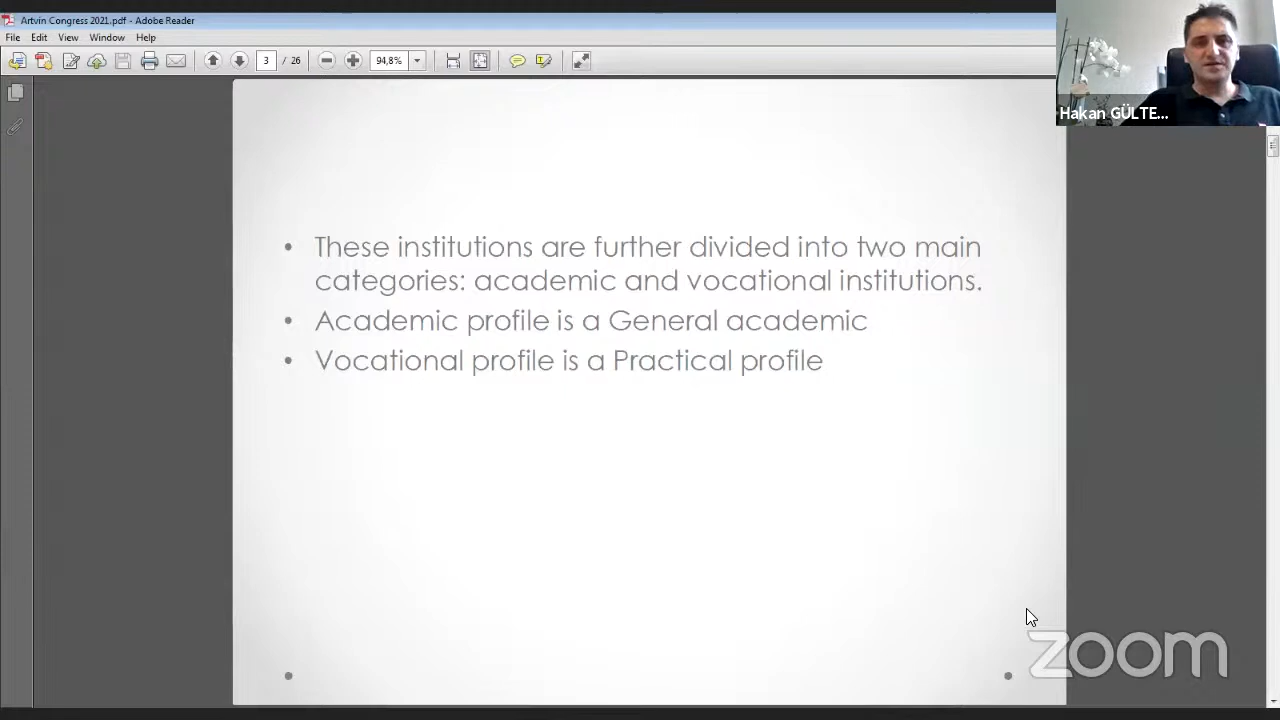 Artvin Congress 2021.pdf - Adobe Reader
File Edit View Window Help
3 / 26 94,8%
Hakan GÜLTE...
• These institutions are further divided into two main
categories: academic and vocational institutions.
• Academic profile is a General academic
• Vocational profile is a Practical profile
zoom